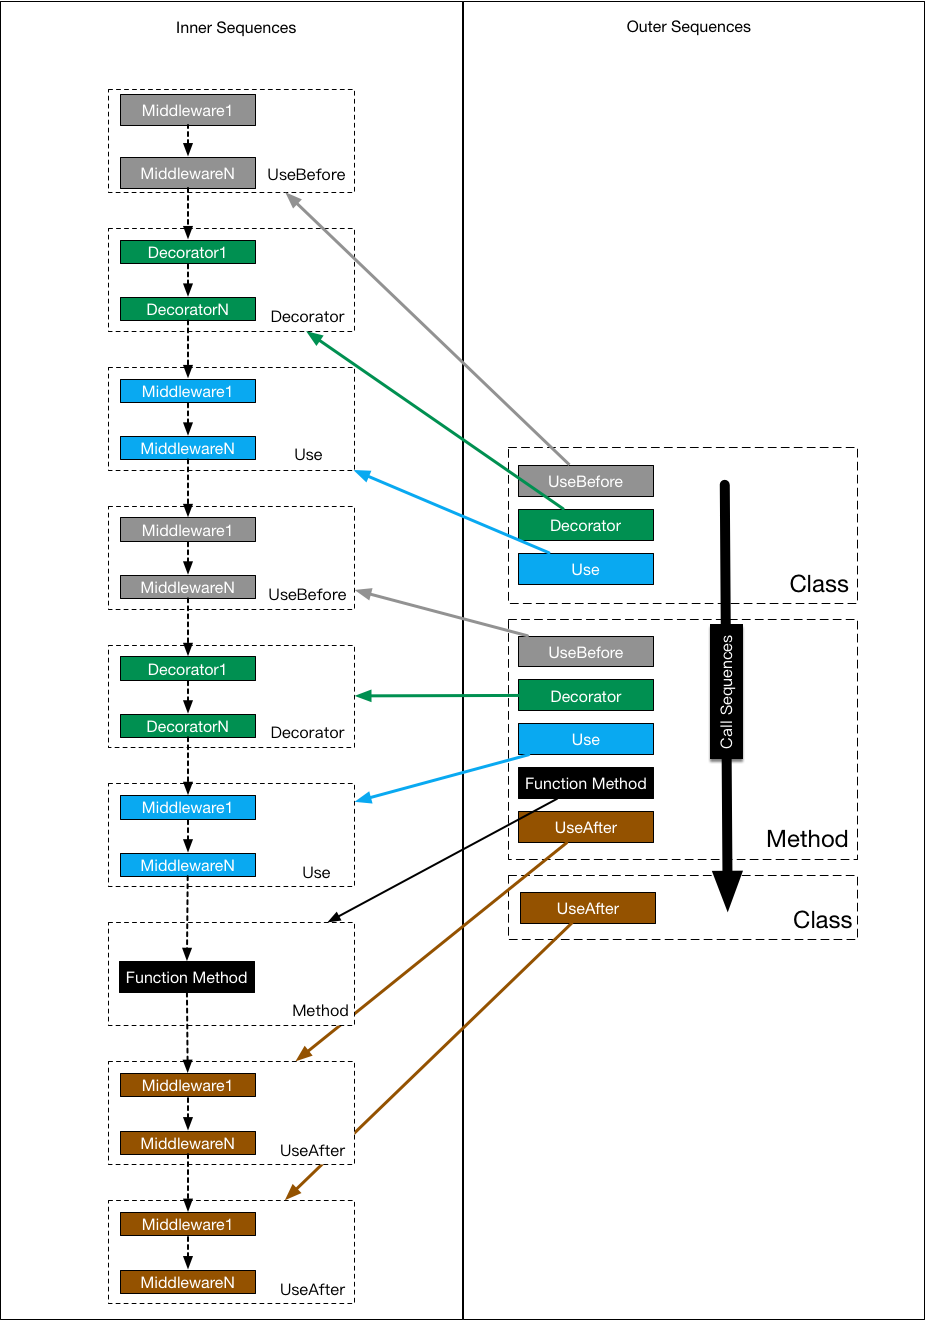 Inner Sequences
Middleware1
MiddlewareN
UseBefore
Decorator1
DecoratorN
Decorator
Middleware1
MiddlewareN
Use
Middleware1
MiddlewareN
UseBefore
Decorator1
DecoratorN
Decorator
Middleware1
MiddlewareN
Use
Function Method
Method
Middleware1
MiddlewareN
UseAfter
Middleware1
MiddlewareN
UseAfter
Outer Sequences
UseBefore
Decorator
Use
Class
UseBefore
Decorator
Use
Function Method
UseAfter
Method
UseAfter
Class
Call Sequences